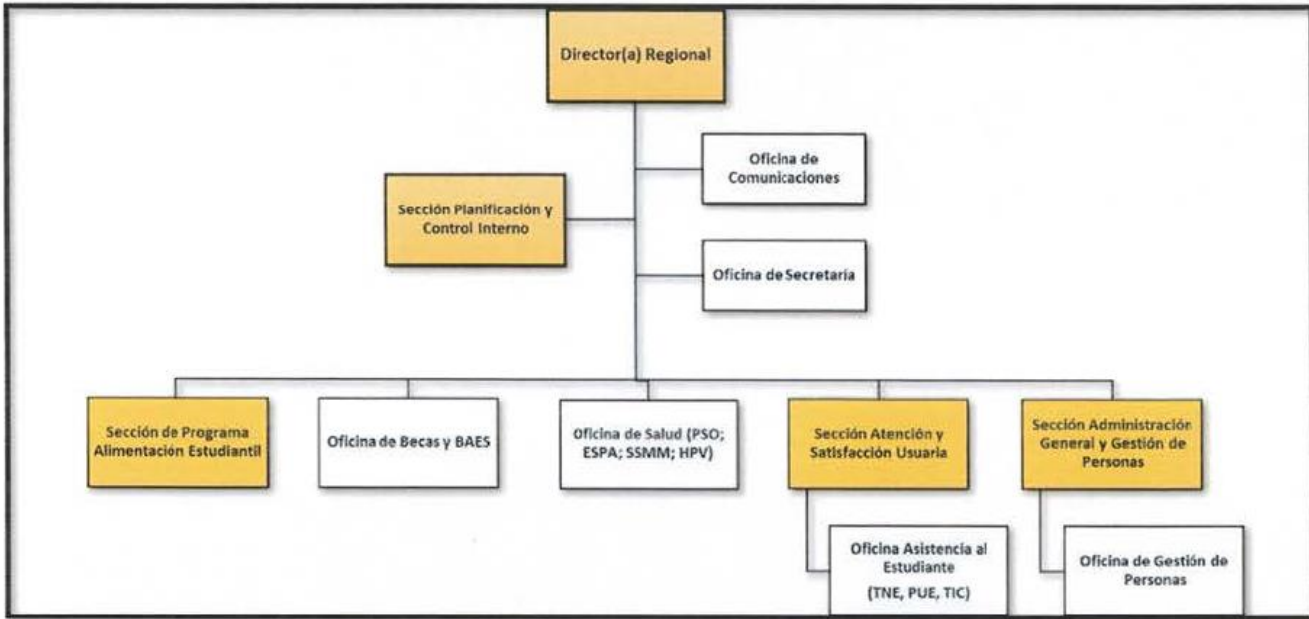 Director(a) Regional
Oficina de
Comunicaciones
Sección Planificación y
Control Interno
Oficina de Secretaría
Sección de Programa
Alimentación Estudiantil
Oficina de Becas y BAES
Oficina de Salud (PSO;
ESPA; SSMM; HPV)
Sección Atención y
Satisfacción Usuaria
Sección Administración
General y Gestión de
Personas
Oficina Asistencia al
Estudiante
(TNE, PUE, TIC)
Oficina de Gestión de
Personas